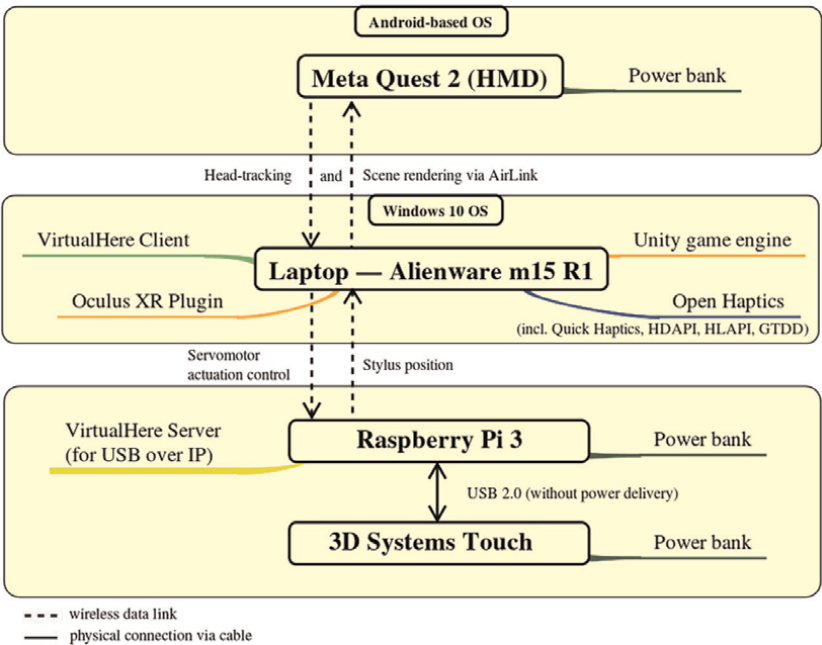 Android-based OS
Meta Quest 2 (HMD)
Power bank
Head-tracking and Scene rendering via AirLink
Windows 10 OS
VirtualHere Client
Unity game engine
Laptop — Alienware m15 R1
Oculus XR Plugin
Open Haptics
(incl. Quick Haptics, HDAPI, HLAPI, GTDD)
Servomotor
actuation control
Stylus position
VirtualHere Server
(for USB over IP)
Raspberry Pi 3
Power bank
USB 2.0 (without power delivery)
3D Systems Touch
Power bank
wireless data link
physical connection via cable